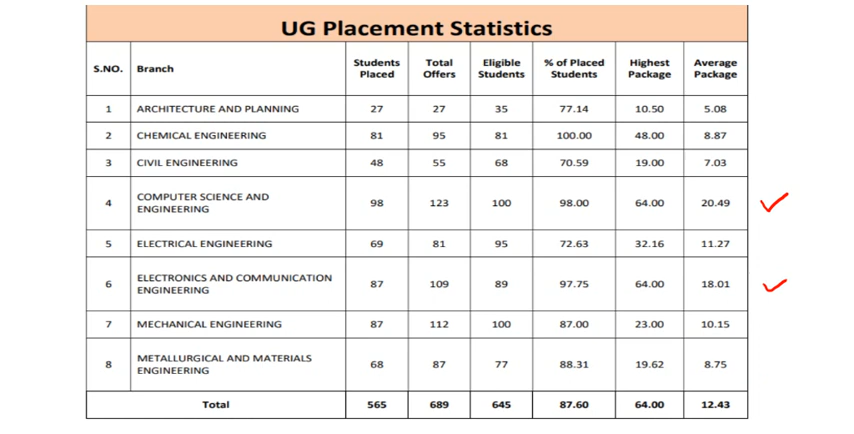 UG Placement Statistics
S.NO. Branch Students Placed Total Offers Eligible Students % of Placed Students Highest Package Average Package
1 ARCHITECTURE AND PLANNING 27 27 35 77.14 10.50 5.08
2 CHEMICAL ENGINEERING 81 95 81 100.00 48.00 8.87
3 CIVIL ENGINEERING 48 55 68 70.59 19.00 7.03
4 COMPUTER SCIENCE AND ENGINEERING 98 123 100 98.00 64.00 20.49
5 ELECTRICAL ENGINEERING 69 81 95 72.63 32.16 11.27
6 ELECTRONICS AND COMMUNICATION ENGINEERING 87 109 89 97.75 64.00 18.01
7 MECHANICAL ENGINEERING 87 112 100 87.00 23.00 10.15
8 METALLURGICAL AND MATERIALS ENGINEERING 68 87 77 88.31 19.62 8.75
Total 565 689 645 87.60 64.00 12.43